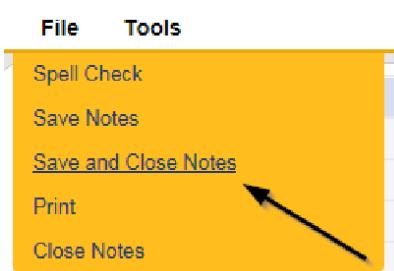 File Tools
Spell Check
Save Notes
Save and Close Notes
Print
Close Notes